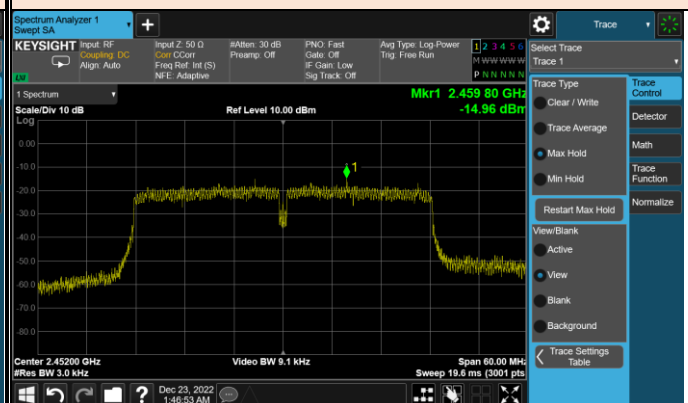 Spectrum Analyzer 1
Swept SA
+
Trace
KEYSIGHT Input: RF Input Z: 50 Ω #Atten: 30 dB PNO: Fast Avg Type: Log-Power 1 2 3 4 5 6
Coupling: DC Corr CCorr Preamp: Off Gate: Off Trig: Free Run M W W W W W
Align: Auto Freq Ref: Int (S) IF Gain: Low P N N N N N
NFE: Adaptive Sig Track: Off
LNI
Select Trace
Trace 1
1 Spectrum
Mkr1 2.459 80 GHz
Scale/Div 10 dB Ref Level 10.00 dBm -14.96 dBm
Log
0.00
-10.0
-20.0
-30.0
-40.0
-50.0
-60.0
-70.0
-80.0
1
Center 2.45200 GHz Video BW 9.1 kHz Span 60.00 MHz
#Res BW 3.0 kHz Sweep 19.6 ms (3001 pts)
Trace Type
Clear / Write
Trace Average
Max Hold
Min Hold
Restart Max Hold
View/Blank
Active
View
Blank
Background
Trace Settings
Table
Trace
Control
Detector
Math
Trace
Function
Normalize
?
Dec 23, 2022
1:46:53 AM